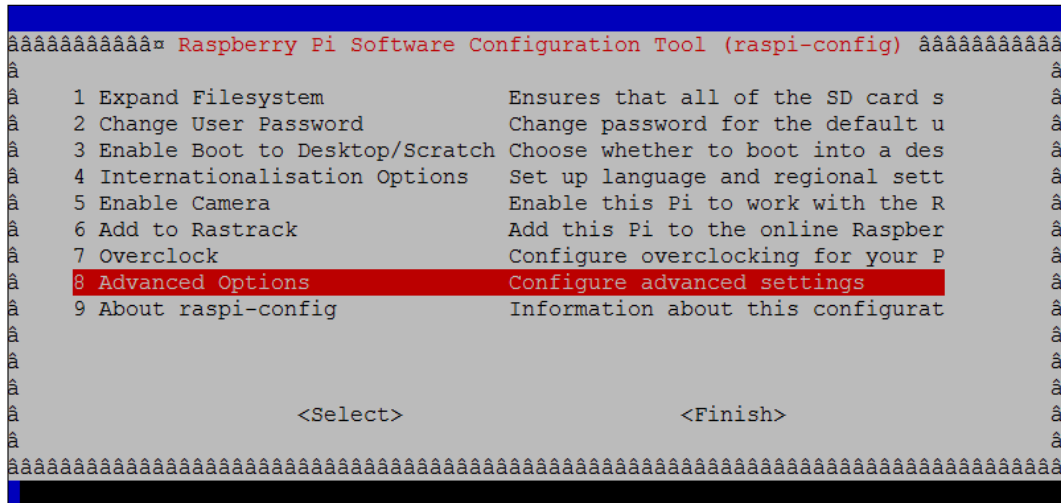 âââââââââââ¤ Raspberry Pi Software Configuration Tool (raspi-config) âââââââââââ
â â
â 1 Expand Filesystem Ensures that all of the SD card s â
â 2 Change User Password Change password for the default u â
â 3 Enable Boot to Desktop/Scratch Choose whether to boot into a des â
â 4 Internationalisation Options Set up language and regional sett â
â 5 Enable Camera Enable this Pi to work with the R â
â 6 Add to Rastrack Add this Pi to the online Raspber â
â 7 Overclock Configure overclocking for your P â
â 8 Advanced Options Configure advanced settings â
â 9 About raspi-config Information about this configurat â
â â
â â
â â
â <Select> <Finish> â
â â
ââââââââââââââââââââââââââââââââââââââââââââââââââââââââââââââââââââââââââââââââ